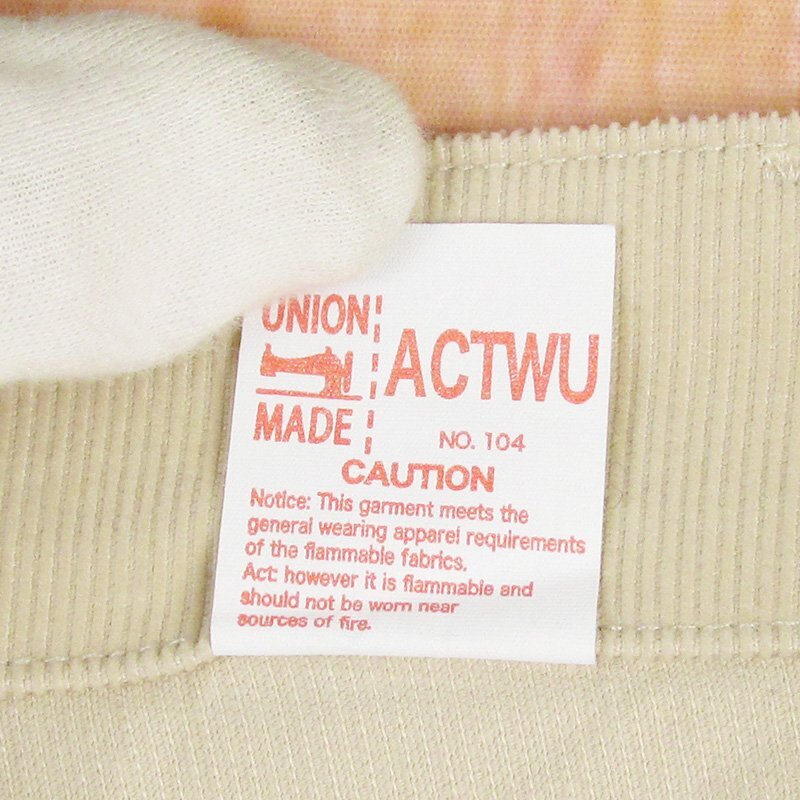 UNION
MADE
ACTWU
NO. 104
CAUTION
Notice: This garment meets the
general wearing apparel requirements
of the flammable fabrics.
Act: however it is flammable and
should not be worn near
sources of fire.